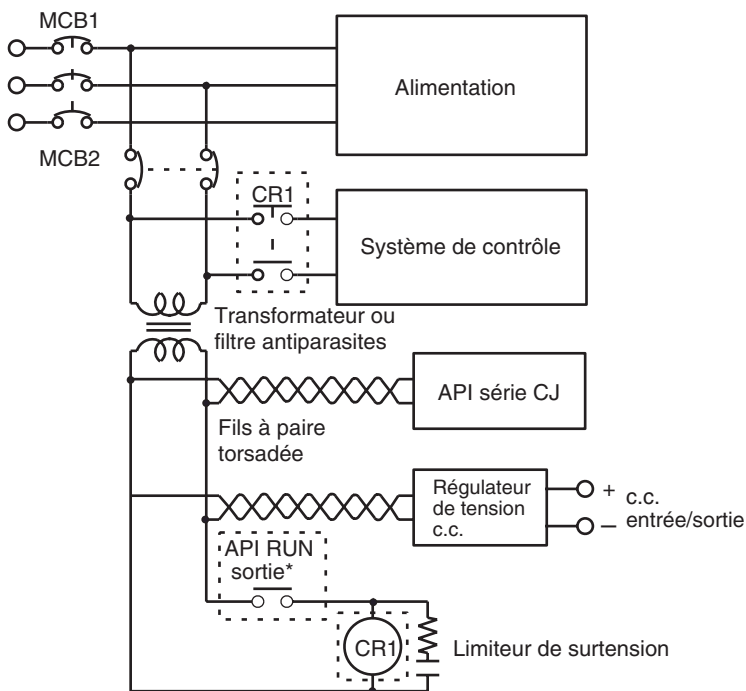 MCB1
Alimentation
MCB2
CR1
Système de contrôle
Transformateur ou
filtre antiparasites
API série CJ
Fils à paire
torsadée
Régulateur
de tension
c.c.
+
–
c.c.
entrée/sortie
API RUN
sortie*
CR1
Limiteur de surtension